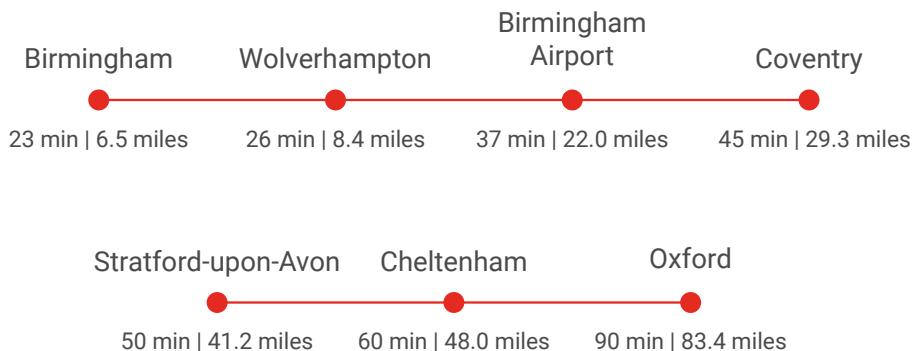 Birmingham
Wolverhampton
Birmingham
Airport
Coventry
23 min | 6.5 miles
26 min | 8.4 miles
37 min | 22.0 miles
45 min | 29.3 miles
Stratford-upon-Avon
Cheltenham
Oxford
50 min | 41.2 miles
60 min | 48.0 miles
90 min | 83.4 miles